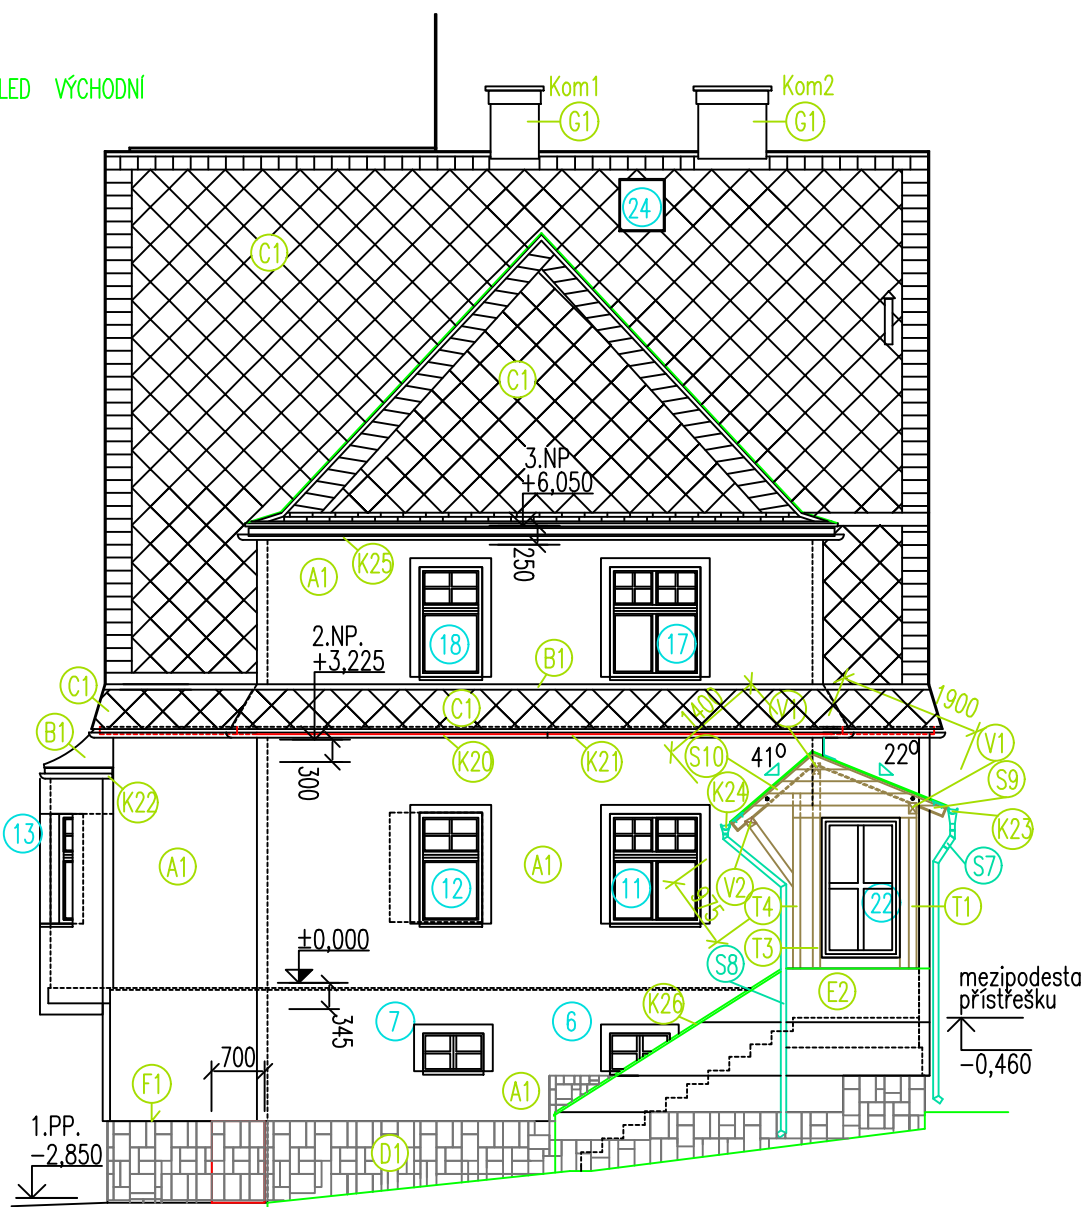 LED VÝCHODNÍ
Kom1
Kom2
G1
G1
24
C1
C1
3.NP
+6,050
250
K25
A1
18
17
2.NP.
+3,225
B1
C1
C1
1400
V1
1900
B1
K20
K21
S10
41°
22°
V1
S9
300
K22
K24
K23
13
A1
A1
12
11
V2
975
T4
22
T1
S7
±0,000
T3
S8
E2
mezipodesta
přístřešku
K26
7
6
345
700
-0,460
F1
A1
1.PP.
-2,850
D1